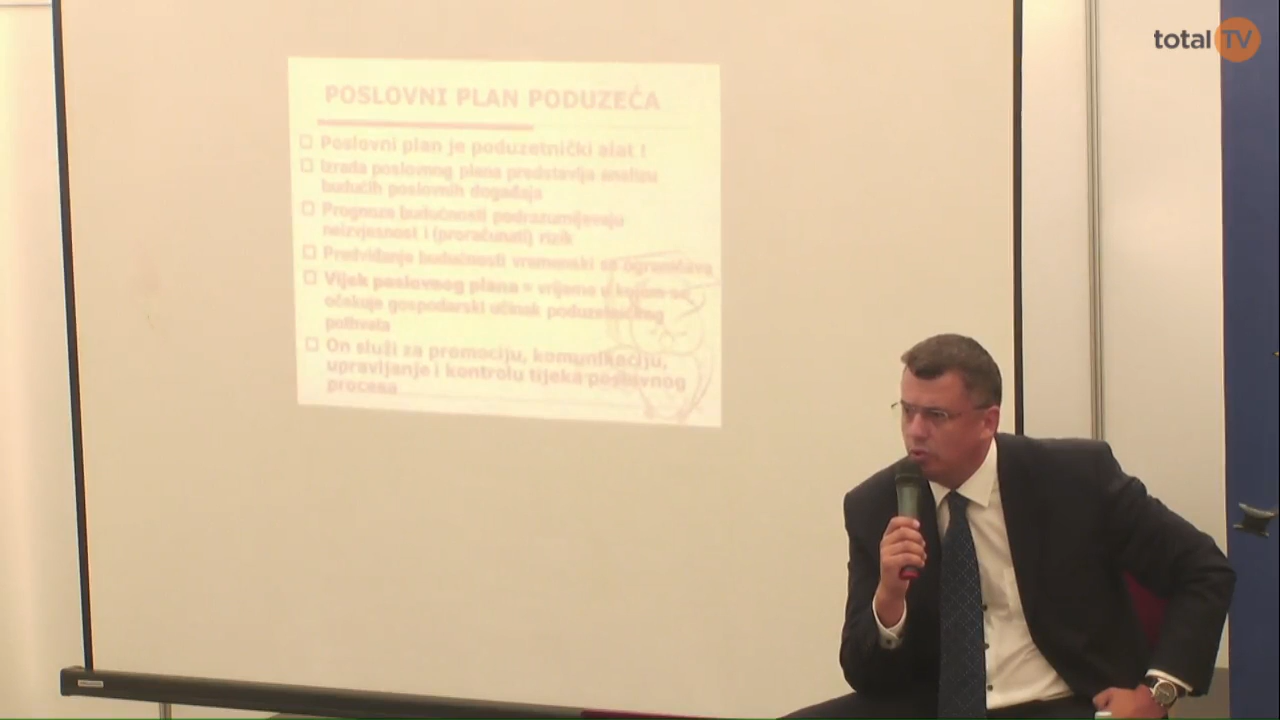 total TV
POSLOVNI PLAN PODUZEĆA
Poslovni plan je poduzetnički alat !
Izrada poslovnog plana predstavlja analizu
budućih poslovnih događaja
Prognoze budućnosti podrazumijevaju
neizvjesnost i (proračunati) rizik
Predviđanje budućnosti vremenski se ograničava
Vijek poslovnog plana = vrijeme u kojem se
očekuje gospodarski učinak poduzetničkog
pothvata
On služi za promociju, komunikaciju,
upravljanje i kontrolu tijeka poslovnog
procesa